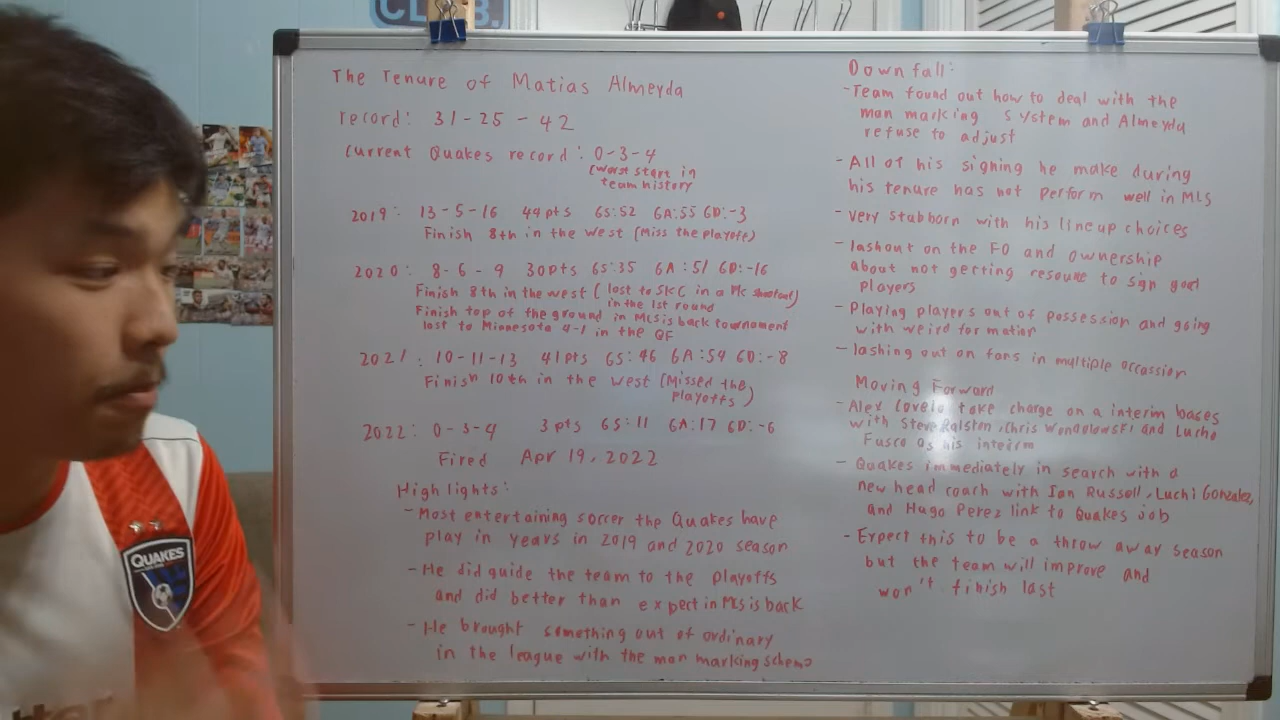 CLUB.
The Tenure of Matias Almeyda
record: 31-25-42
Current Quakes record: 0-3-4
(worst start in
team history
2019: 13-5-16 44pts GS:52 GA:55 GD:-3
Finish 8th in the west (Miss the playoff)
2020: 8-6-9 30pts GS:35 GA:51 GD:-16
Finish 8th in the west (lost to SKC in a PK shootout)
in the 1st round
Finish top of the ground in MLS is back tournament
lost to Minnesota 4-1 in the QF
2021: 10-11-13 41pts GS:46 GA:54 GD:-8
Finish 10th in the west (Missed the
playoffs)
2022: 0-3-4 3pts GS:11 GA:17 GD:-6
Fired Apr 19, 2022
Highlights:
-Most entertaining soccer the Quakes have
play in years in 2019 and 2020 season
-He did guide the team to the playoffs
and did better than expect in MLS is back
-He brought something out of ordinary
in the league with the man marking scheme
Downfall:
-Team found out how to deal with the
man marking system and Almeyda
refuse to adjust
-All of his signing he make during
his tenure has not perform well in MLS
-very stubborn with his lineup choices
-lashout on the FO and ownership
about not getting resource to sign good
players
-Playing players out of possession and going
with weird formation
-lashing out on fans in multiple occassion
Moving Forward
-Alex Covelo take charge on a interim bases
with Steve Ralston, Chris Wondolowski and Lucho
Fusco as his interim
-Quakes immediately in search with a
new head coach with Ian Russell, Luchi Gonzalez,
and Hugo Perez link to Quakes job
-Expect this to be a throw away season
but the team will improve and
won't finish last
QUAKES